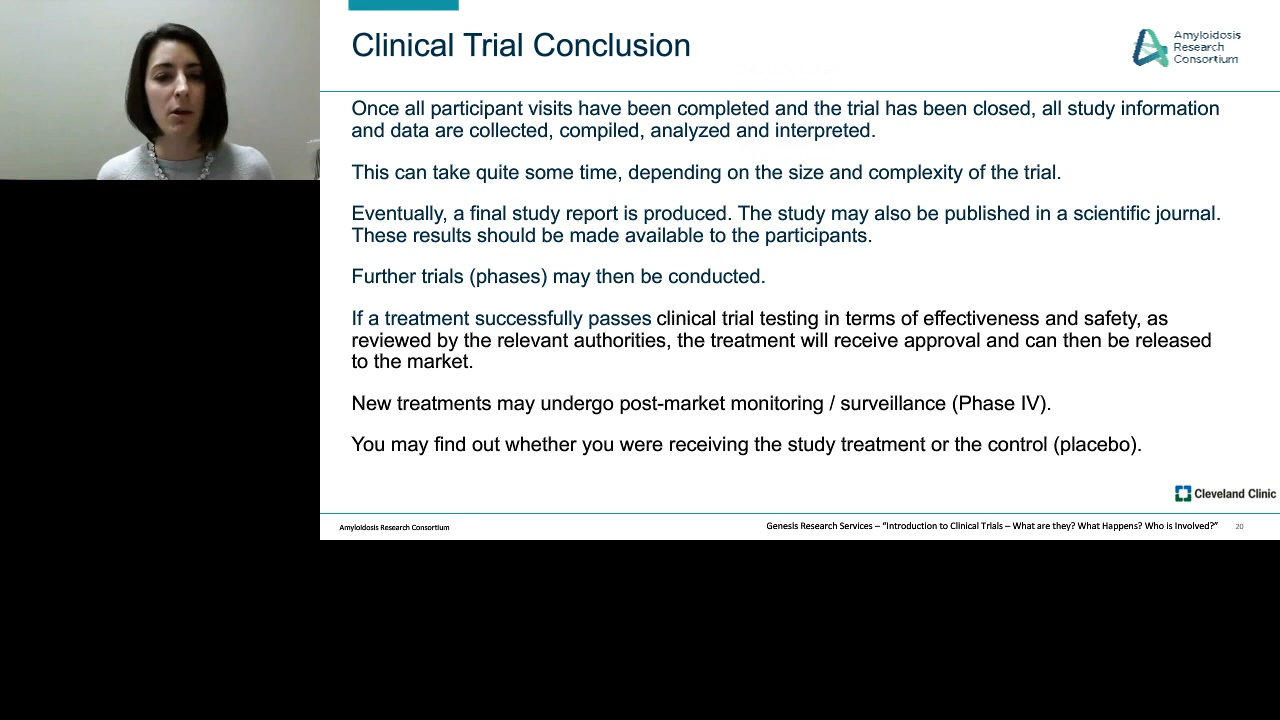 Clinical Trial Conclusion
Amyloidosis
Research
Consortium
Once all participant visits have been completed and the trial has been closed, all study information
and data are collected, compiled, analyzed and interpreted.
This can take quite some time, depending on the size and complexity of the trial.
Eventually, a final study report is produced. The study may also be published in a scientific journal.
These results should be made available to the participants.
Further trials (phases) may then be conducted.
If a treatment successfully passes clinical trial testing in terms of effectiveness and safety, as
reviewed by the relevant authorities, the treatment will receive approval and can then be released
to the market.
New treatments may undergo post-market monitoring / surveillance (Phase IV).
You may find out whether you were receiving the study treatment or the control (placebo).
Cleveland Clinic
Amyloidosis Research Consortium
Genesis Research Services – “Introduction to Clinical Trials – What are they? What Happens? Who is Involved?”
20